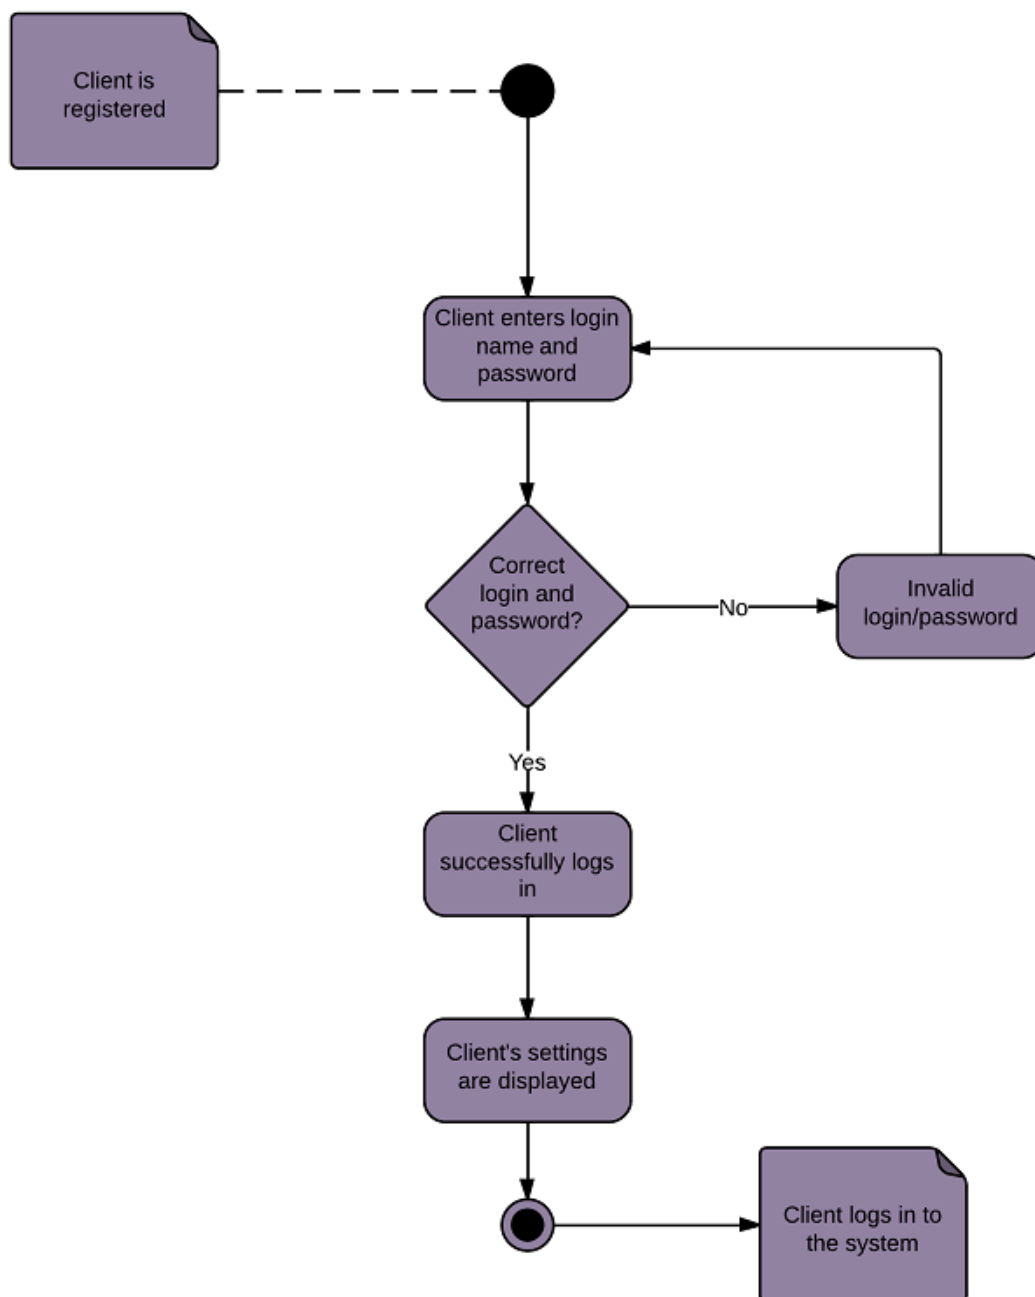 Client is
registered
Client enters login
name and
password
Correct
login and
password?
No
Invalid
login/password
Yes
Client
successfully logs
in
Client's settings
are displayed
Client logs in to
the system